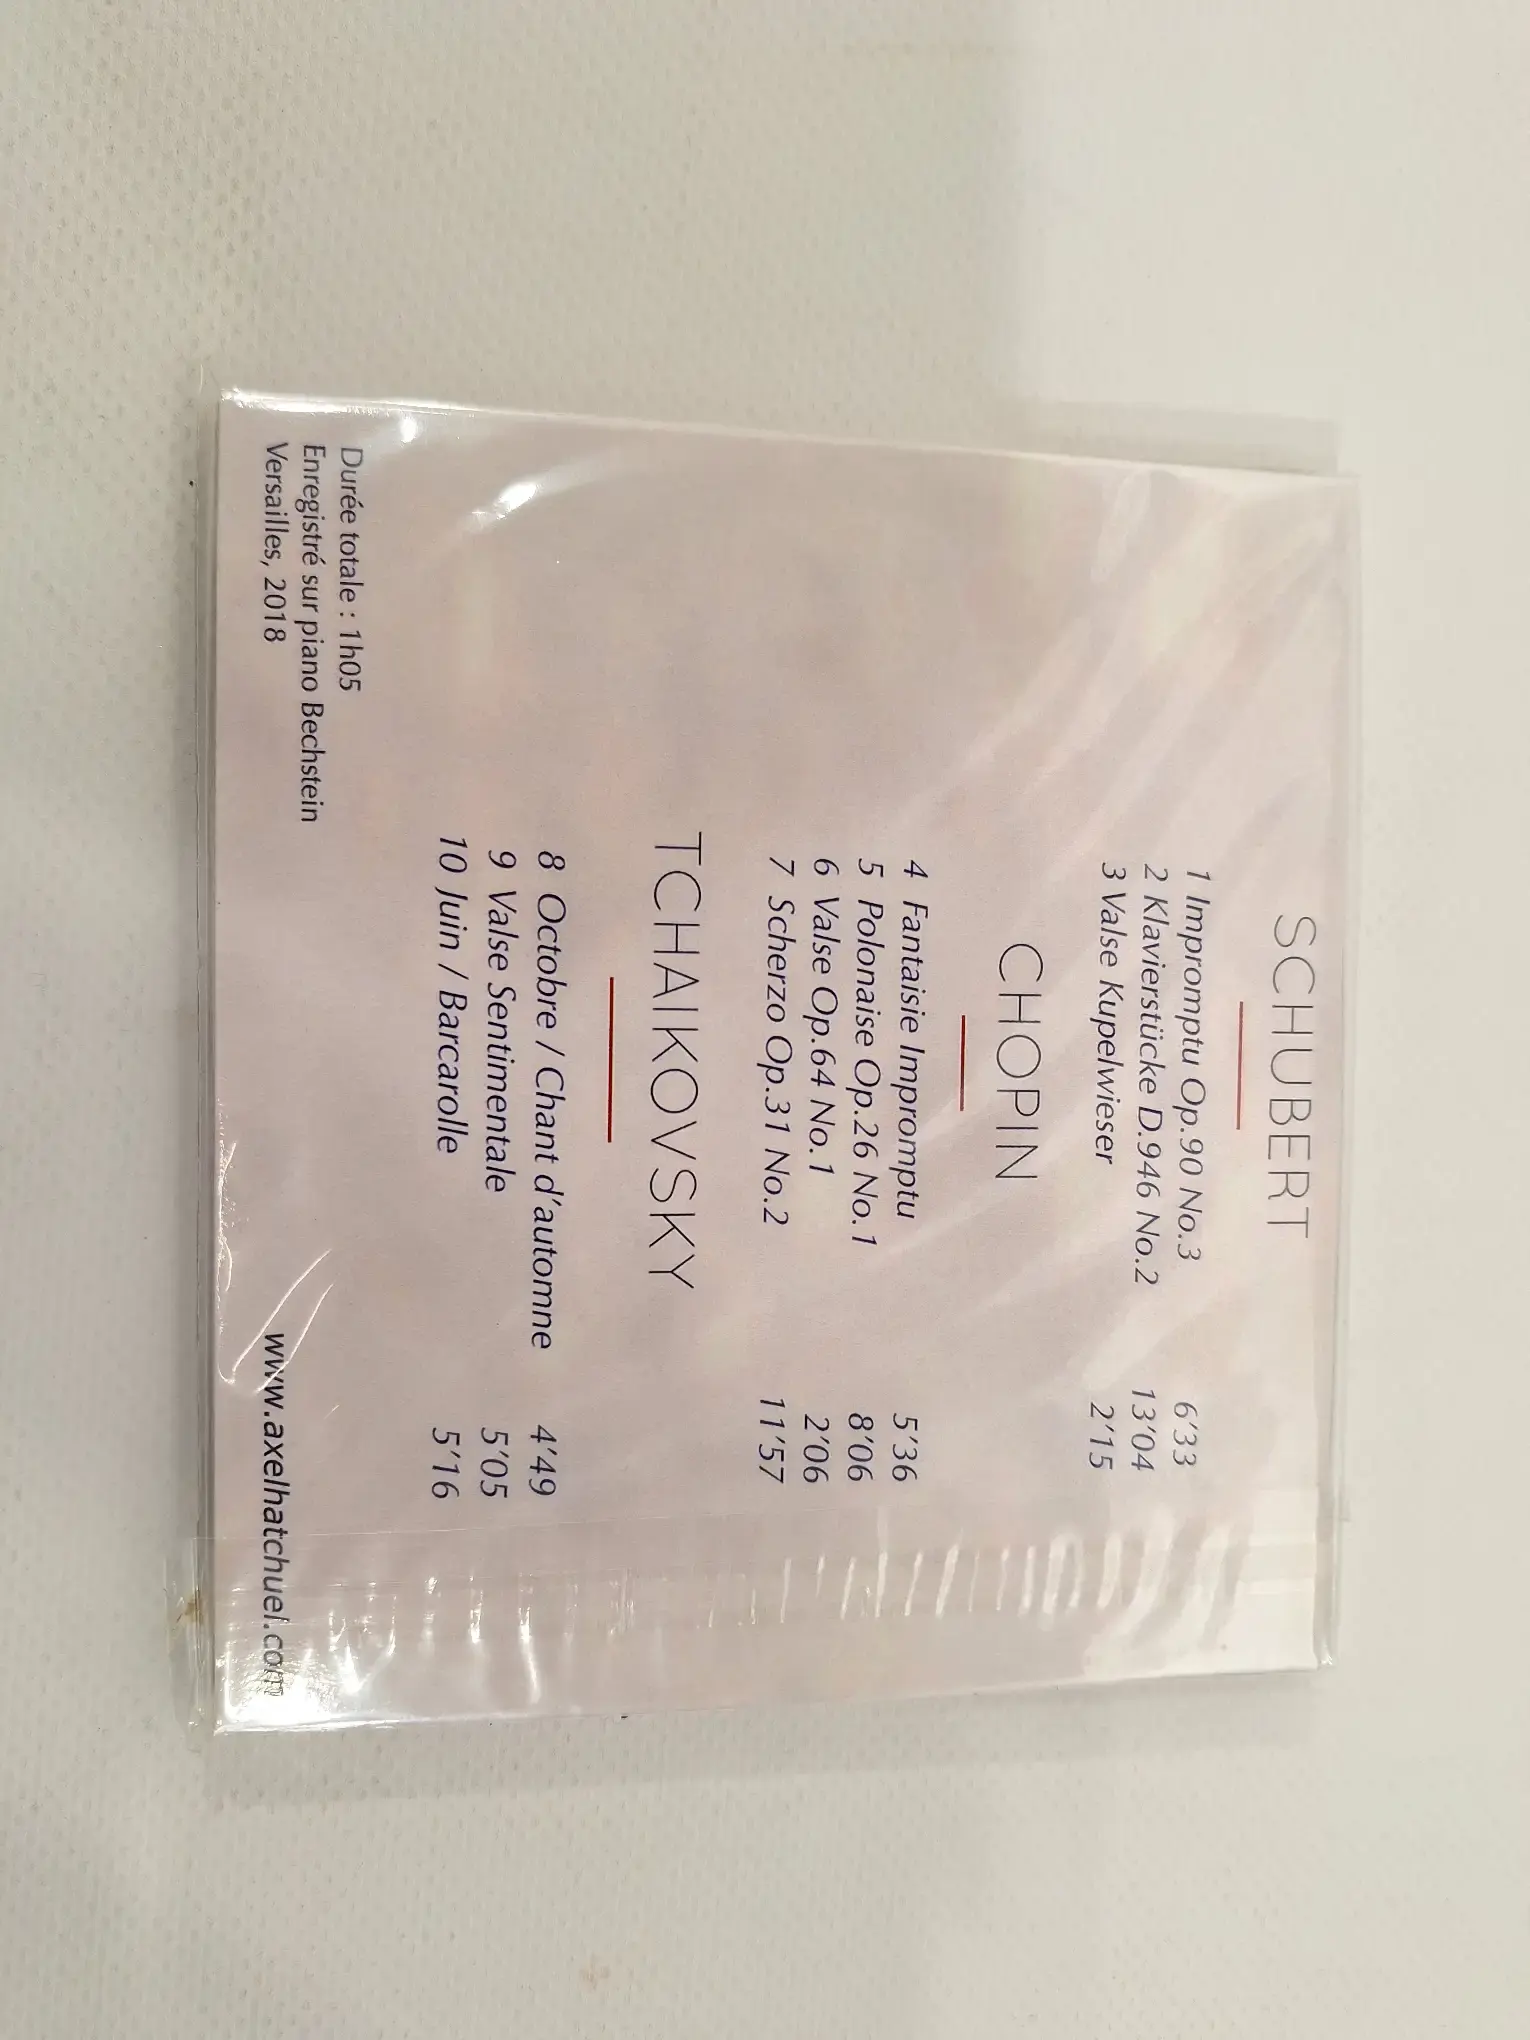 SCHUBERT
1 Impromptu Op.90 No.3 6'33
2 Klavierstücke D.946 No.2 13'04
3 Valse Kupelwieser 2'15
CHOPIN
4 Fantaisie Impromptu 5'36
5 Polonaise Op.26 No.1 8'06
6 Valse Op.64 No.1 2'06
7 Scherzo Op.31 No.2 11'57
TCHAIKOVSKY
8 Octobre / Chant d'automne 4'49
9 Valse Sentimentale 5'05
10 Juin / Barcarolle 5'16
Durée totale : 1h05
Enregistré sur piano Bechstein
Versailles, 2018
www.axelhatchuel.com